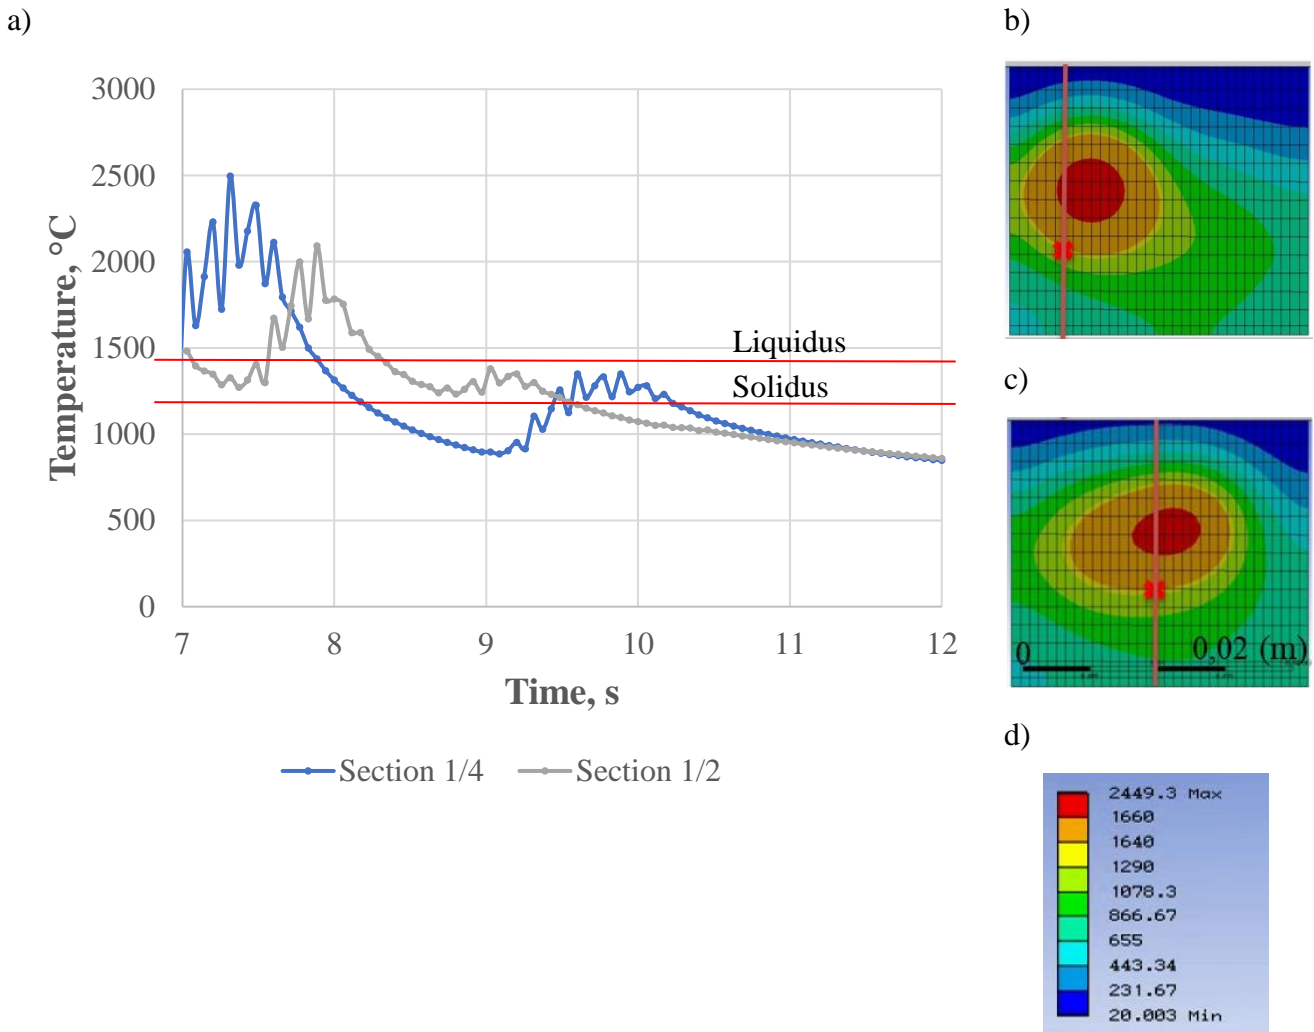 a)
3000
2500
2000
1500
1000
500
0
Temperature, °C
Liquidus
Solidus
7 8 9 10 11 12
Time, s
Section 1/4 Section 1/2
b)
c)
0 0,02 (m)
d)
2449.3 Max
1660
1640
1290
1078.3
866.67
655
443.34
231.67
20.003 Min